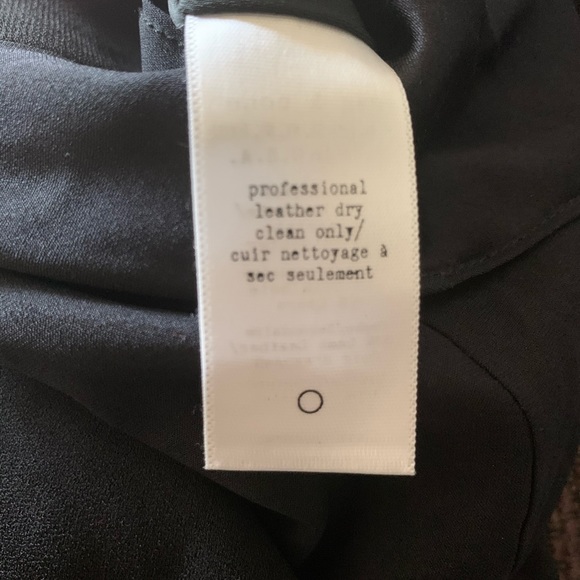 professional
leather dry
clean only/
cuir nettoyage à
sec seulement